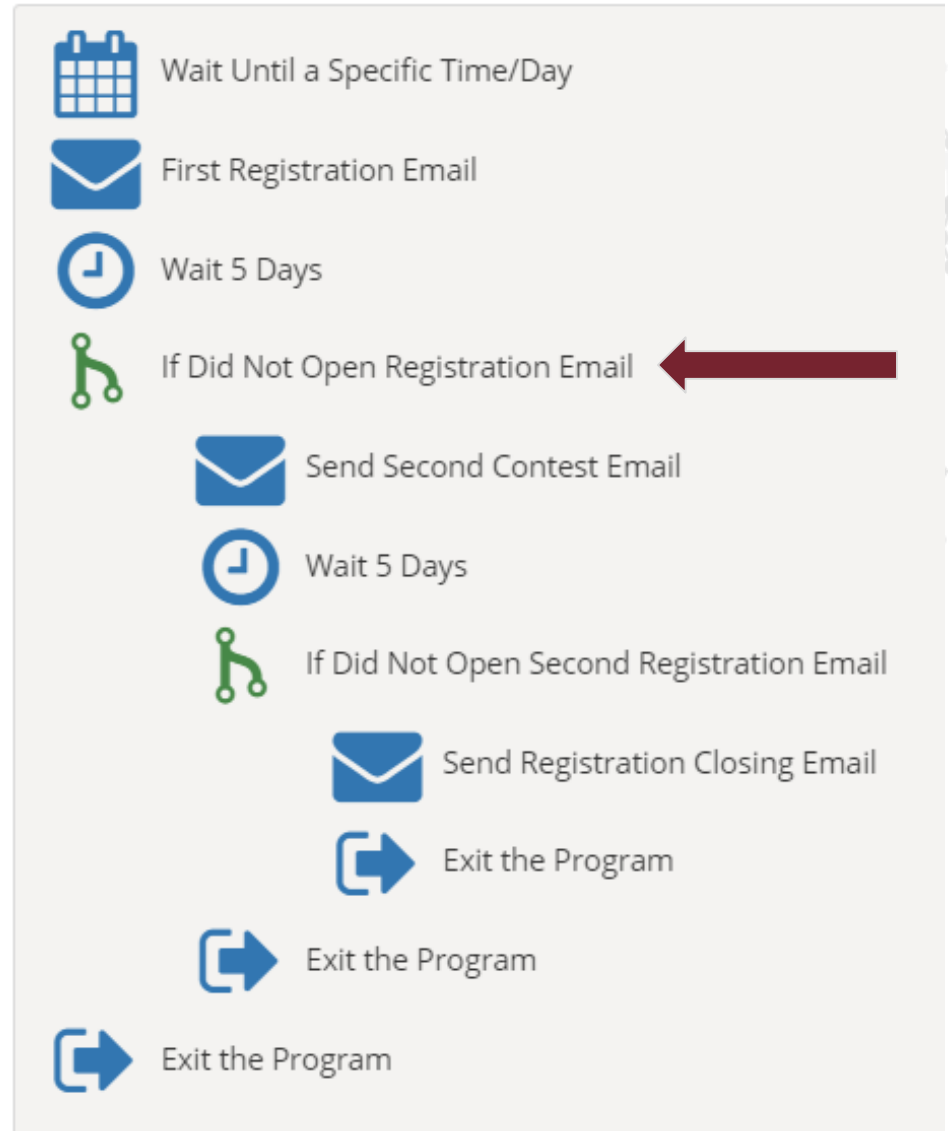 Wait Until a Specific Time/Day
First Registration Email
Wait 5 Days
If Did Not Open Registration Email
Send Second Contest Email
Wait 5 Days
If Did Not Open Second Registration Email
Send Registration Closing Email
Exit the Program
Exit the Program
Exit the Program